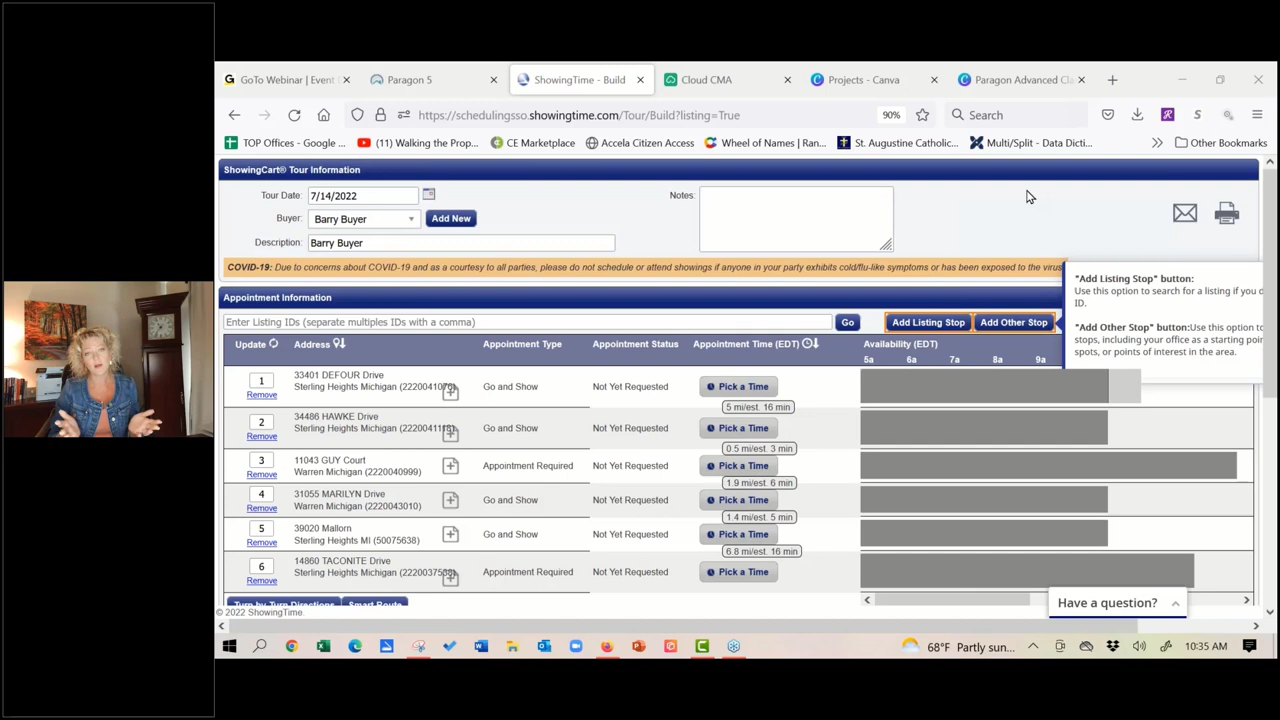 GoTo Webinar | Event
Paragon 5
ShowingTime - Build
Cloud CMA
Projects - Canva
Paragon Advanced Cla
https://schedulingsso.showingtime.com/Tour/Build?listing=True
90%
Search
TOP Offices - Google ...
(11) Walking the Prop...
CE Marketplace
Accela Citizen Access
Wheel of Names | Ran...
St. Augustine Catholic...
Multi/Split - Data Dicti...
Other Bookmarks
ShowingCart® Tour Information
Tour Date: 7/14/2022
Notes:
Buyer: Barry Buyer Add New
Description: Barry Buyer
COVID-19: Due to concerns about COVID-19 and as a courtesy to all parties, please do not schedule or attend showings if anyone in your party exhibits cold/flu-like symptoms or has been exposed to the virus
"Add Listing Stop" button:
Use this option to search for a listing if you d
ID.
"Add Other Stop" button:Use this option to
stops, including your office as a starting poin
spots, or points of interest in the area.
Appointment Information
Enter Listing IDs (separate multiples IDs with a comma) Go Add Listing Stop Add Other Stop
Update Address Appointment Type Appointment Status Appointment Time (EDT) Availability (EDT)
5a 6a 7a 8a 9a
1 33401 DEFOUR Drive
Remove Sterling Heights Michigan Go and Show Not Yet Requested Pick a Time
5 mi/est. 16 min
2 34486 HAWKE Drive
Remove Sterling Heights Michigan Go and Show Not Yet Requested Pick a Time
0.5 mi/est. 3 min
3 11043 GUY Court
Remove Warren Michigan (2220040999) Appointment Required Not Yet Requested Pick a Time
1.9 mi/est. 6 min
4 31055 MARILYN Drive
Remove Warren Michigan (2220043010) Go and Show Not Yet Requested Pick a Time
1.4 mi/est. 5 min
5 39020 Mallorn
Remove Sterling Heights MI (50075638) Go and Show Not Yet Requested Pick a Time
6.8 mi/est. 16 min
6 14860 TACONITE Drive
Remove Sterling Heights Michigan Appointment Required Not Yet Requested Pick a Time
Turn by Turn Directions Smart Route
© 2022 ShowingTime.
Have a question?
68°F Partly sun...
10:35 AM